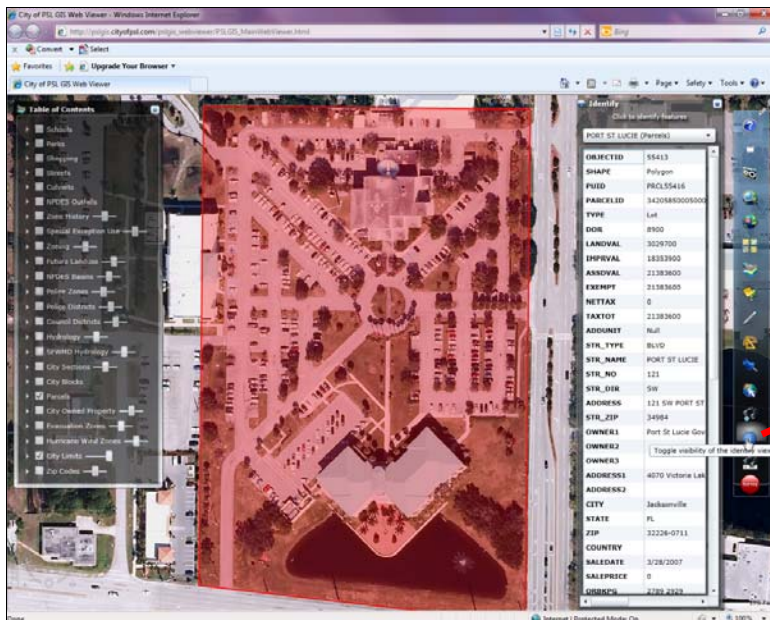 City of PSL Web Viewer - Windows Internet Explorer
http://pslgis.cityofpsl.com/pslgis_webviewer/PSLGIS_MainWebViewer.html
Bing
x Convert Select
Favorites Upgrade Your Browser
City of PSL GIS Web Viewer
Page Safety Tools
Table of Contents
Schools
Parks
Shopping
Streets
Culverts
NPDES Outfalls
Zone History
Special Exception Use
Zoning
Future Landuse
NPDES Basins
Police Zones
Police Districts
Council Districts
Hydrology
SFWMD Hydrology
City Sections
City Blocks
Parcels
City Owned Property
Evacuation Zones
Hurricane Wind Zones
City Limits
Zip Codes
Identify
Click to identify features
PORT ST LUCIE (Parcels)
OBJECTID 55413
SHAPE Polygon
PUID PRCL55416
PARCELID 34205850005000
TYPE Lot
DOR 8900
LANDVAL 3029700
IMPRVAL 18353900
ASSDVAL 21383600
EXEMPT 21383600
NETTAX 0
TAXTOT 21383600
ADDUNIT Null
STR_TYPE BLVD
STR_NAME PORT ST LUCIE
STR_NO 121
STR_DIR SW
ADDRESS 121 SW PORT ST
STR_ZIP 34984
OWNER1 Port St Lucie Gov
OWNER2
Toggle visibility of the identify view
OWNER3
ADDRESS1 4070 Victoria Lak
ADDRESS2
CITY Jacksonville
STATE FL
ZIP 32226-0711
COUNTRY
SALEDATE 3/28/2007
SALEPRICE 0
ORBKPG 2789 2929
Done
Internet | Protected Mode: On
100%